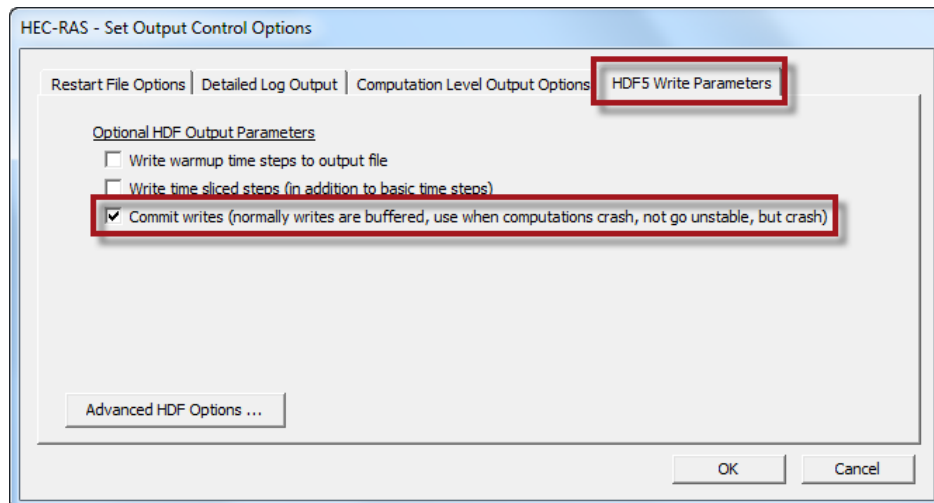 HEC-RAS - Set Output Control Options
Restart File Options Detailed Log Output Computation Level Output Options HDF5 Write Parameters
Optional HDF Output Parameters
Write warmup time steps to output file
Write time sliced steps (in addition to basic time steps)
Commit writes (normally writes are buffered, use when computations crash, not go unstable, but crash)
Advanced HDF Options ...
OK Cancel